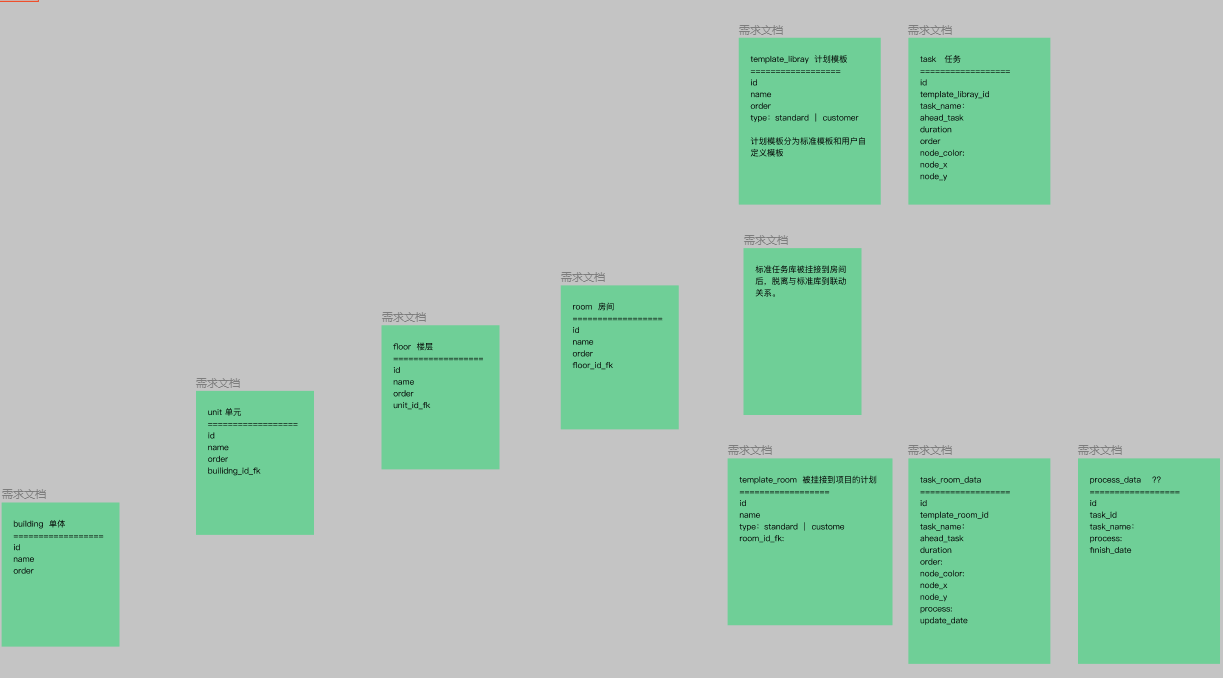 需求文档
template_libray 计划模板
==================
id
name
order
type: standard | customer
计划模板分为标准模板和用户自
定义模板
需求文档
task 任务
==================
id
template_libray_id
task_name:
ahead_task
duration
order
node_color:
node_x
node_y
需求文档
标准任务库被挂接到房间
后，脱离与标准库到联动
关系。
需求文档
room 房间
==================
id
name
order
floor_id_fk
需求文档
floor 楼层
==================
id
name
order
unit_id_fk
需求文档
unit 单元
==================
id
name
order
builidng_id_fk
需求文档
building 单体
==================
id
name
order
需求文档
template_room 被挂接到项目的计划
==================
id
name
type: standard | custome
room_id_fk:
需求文档
task_room_data
==================
id
template_room_id
task_name:
ahead_task
duration
order:
node_color:
node_x
node_y
process:
update_date
需求文档
process_data ??
==================
id
task_id
task_name:
process:
finish_date